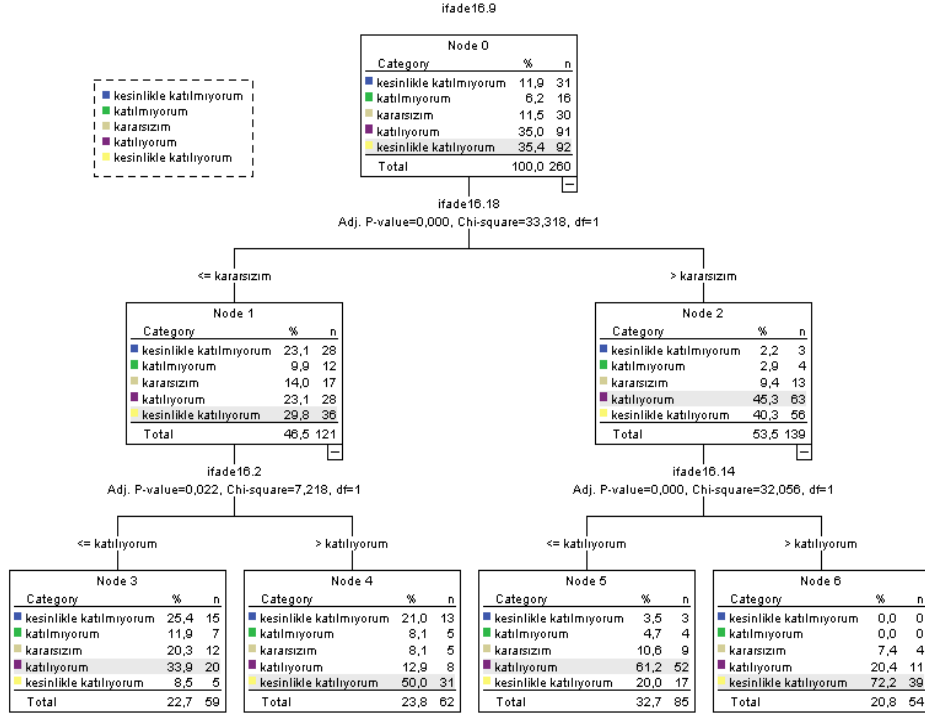 ifade16.9
Node 0
Category % n
kesinlikle katılmıyorum 11,9 31
katılmıyorum 6,2 16
kararsızım 11,5 30
katılıyorum 35,0 91
kesinlikle katılıyorum 35,4 92
Total 100,0 260
kesinlikle katılmıyorum
katılmıyorum
kararsızım
katılıyorum
kesinlikle katılıyorum
ifade16.18
Adj. P-value=0,000, Chi-square=33,318, df=1
<= kararsızım
> kararsızım
Node 1
Category % n
kesinlikle katılmıyorum 23,1 28
katılmıyorum 9,9 12
kararsızım 14,0 17
katılıyorum 23,1 28
kesinlikle katılıyorum 29,8 36
Total 46,5 121
Node 2
Category % n
kesinlikle katılmıyorum 2,2 3
katılmıyorum 2,9 4
kararsızım 9,4 13
katılıyorum 45,3 63
kesinlikle katılıyorum 40,3 56
Total 53,5 139
ifade16.2
Adj. P-value=0,022, Chi-square=7,218, df=1
ifade16.14
Adj. P-value=0,000, Chi-square=32,056, df=1
<= katılıyorum
> katılıyorum
<= katılıyorum
> katılıyorum
Node 3
Category % n
kesinlikle katılmıyorum 25,4 15
katılmıyorum 11,9 7
kararsızım 20,3 12
katılıyorum 33,9 20
kesinlikle katılıyorum 8,5 5
Total 22,7 59
Node 4
Category % n
kesinlikle katılmıyorum 21,0 13
katılmıyorum 8,1 5
kararsızım 8,1 5
katılıyorum 12,9 8
kesinlikle katılıyorum 50,0 31
Total 23,8 62
Node 5
Category % n
kesinlikle katılmıyorum 3,5 3
katılmıyorum 4,7 4
kararsızım 10,6 9
katılıyorum 61,2 52
kesinlikle katılıyorum 20,0 17
Total 32,7 85
Node 6
Category % n
kesinlikle katılmıyorum 0,0 0
katılmıyorum 0,0 0
kararsızım 7,4 4
katılıyorum 20,4 11
kesinlikle katılıyorum 72,2 39
Total 20,8 54